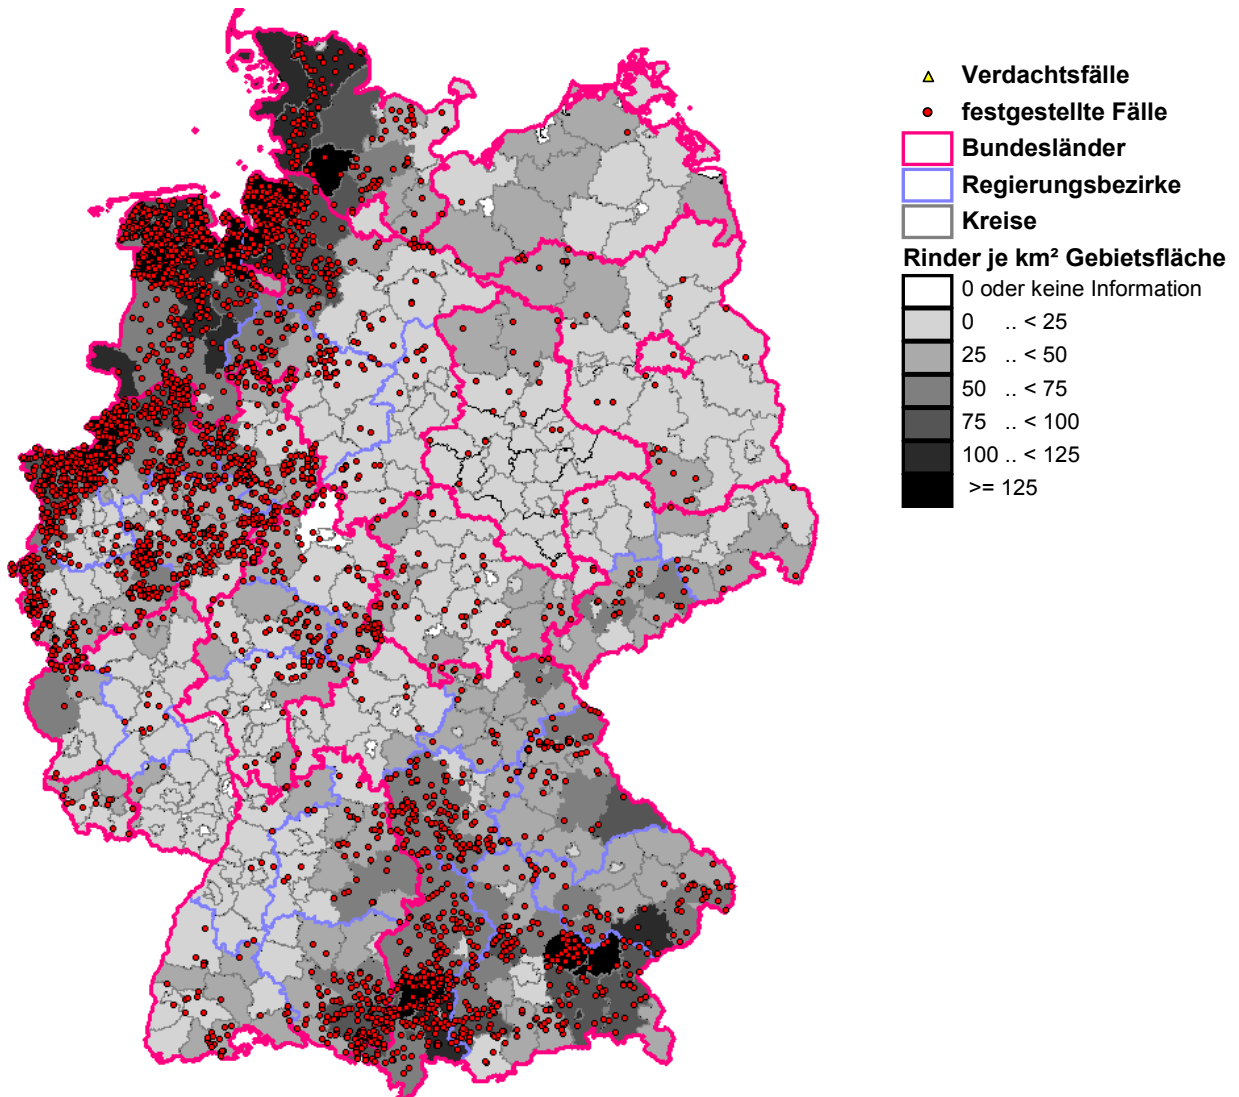 Verdachtsfälle
festgestellte Fälle
Bundesländer
Regierungsbezirke
Kreise
Rinder je km² Gebietsfläche
0 oder keine Information
0 .. < 25
25 .. < 50
50 .. < 75
75 .. < 100
100 .. < 125
>= 125